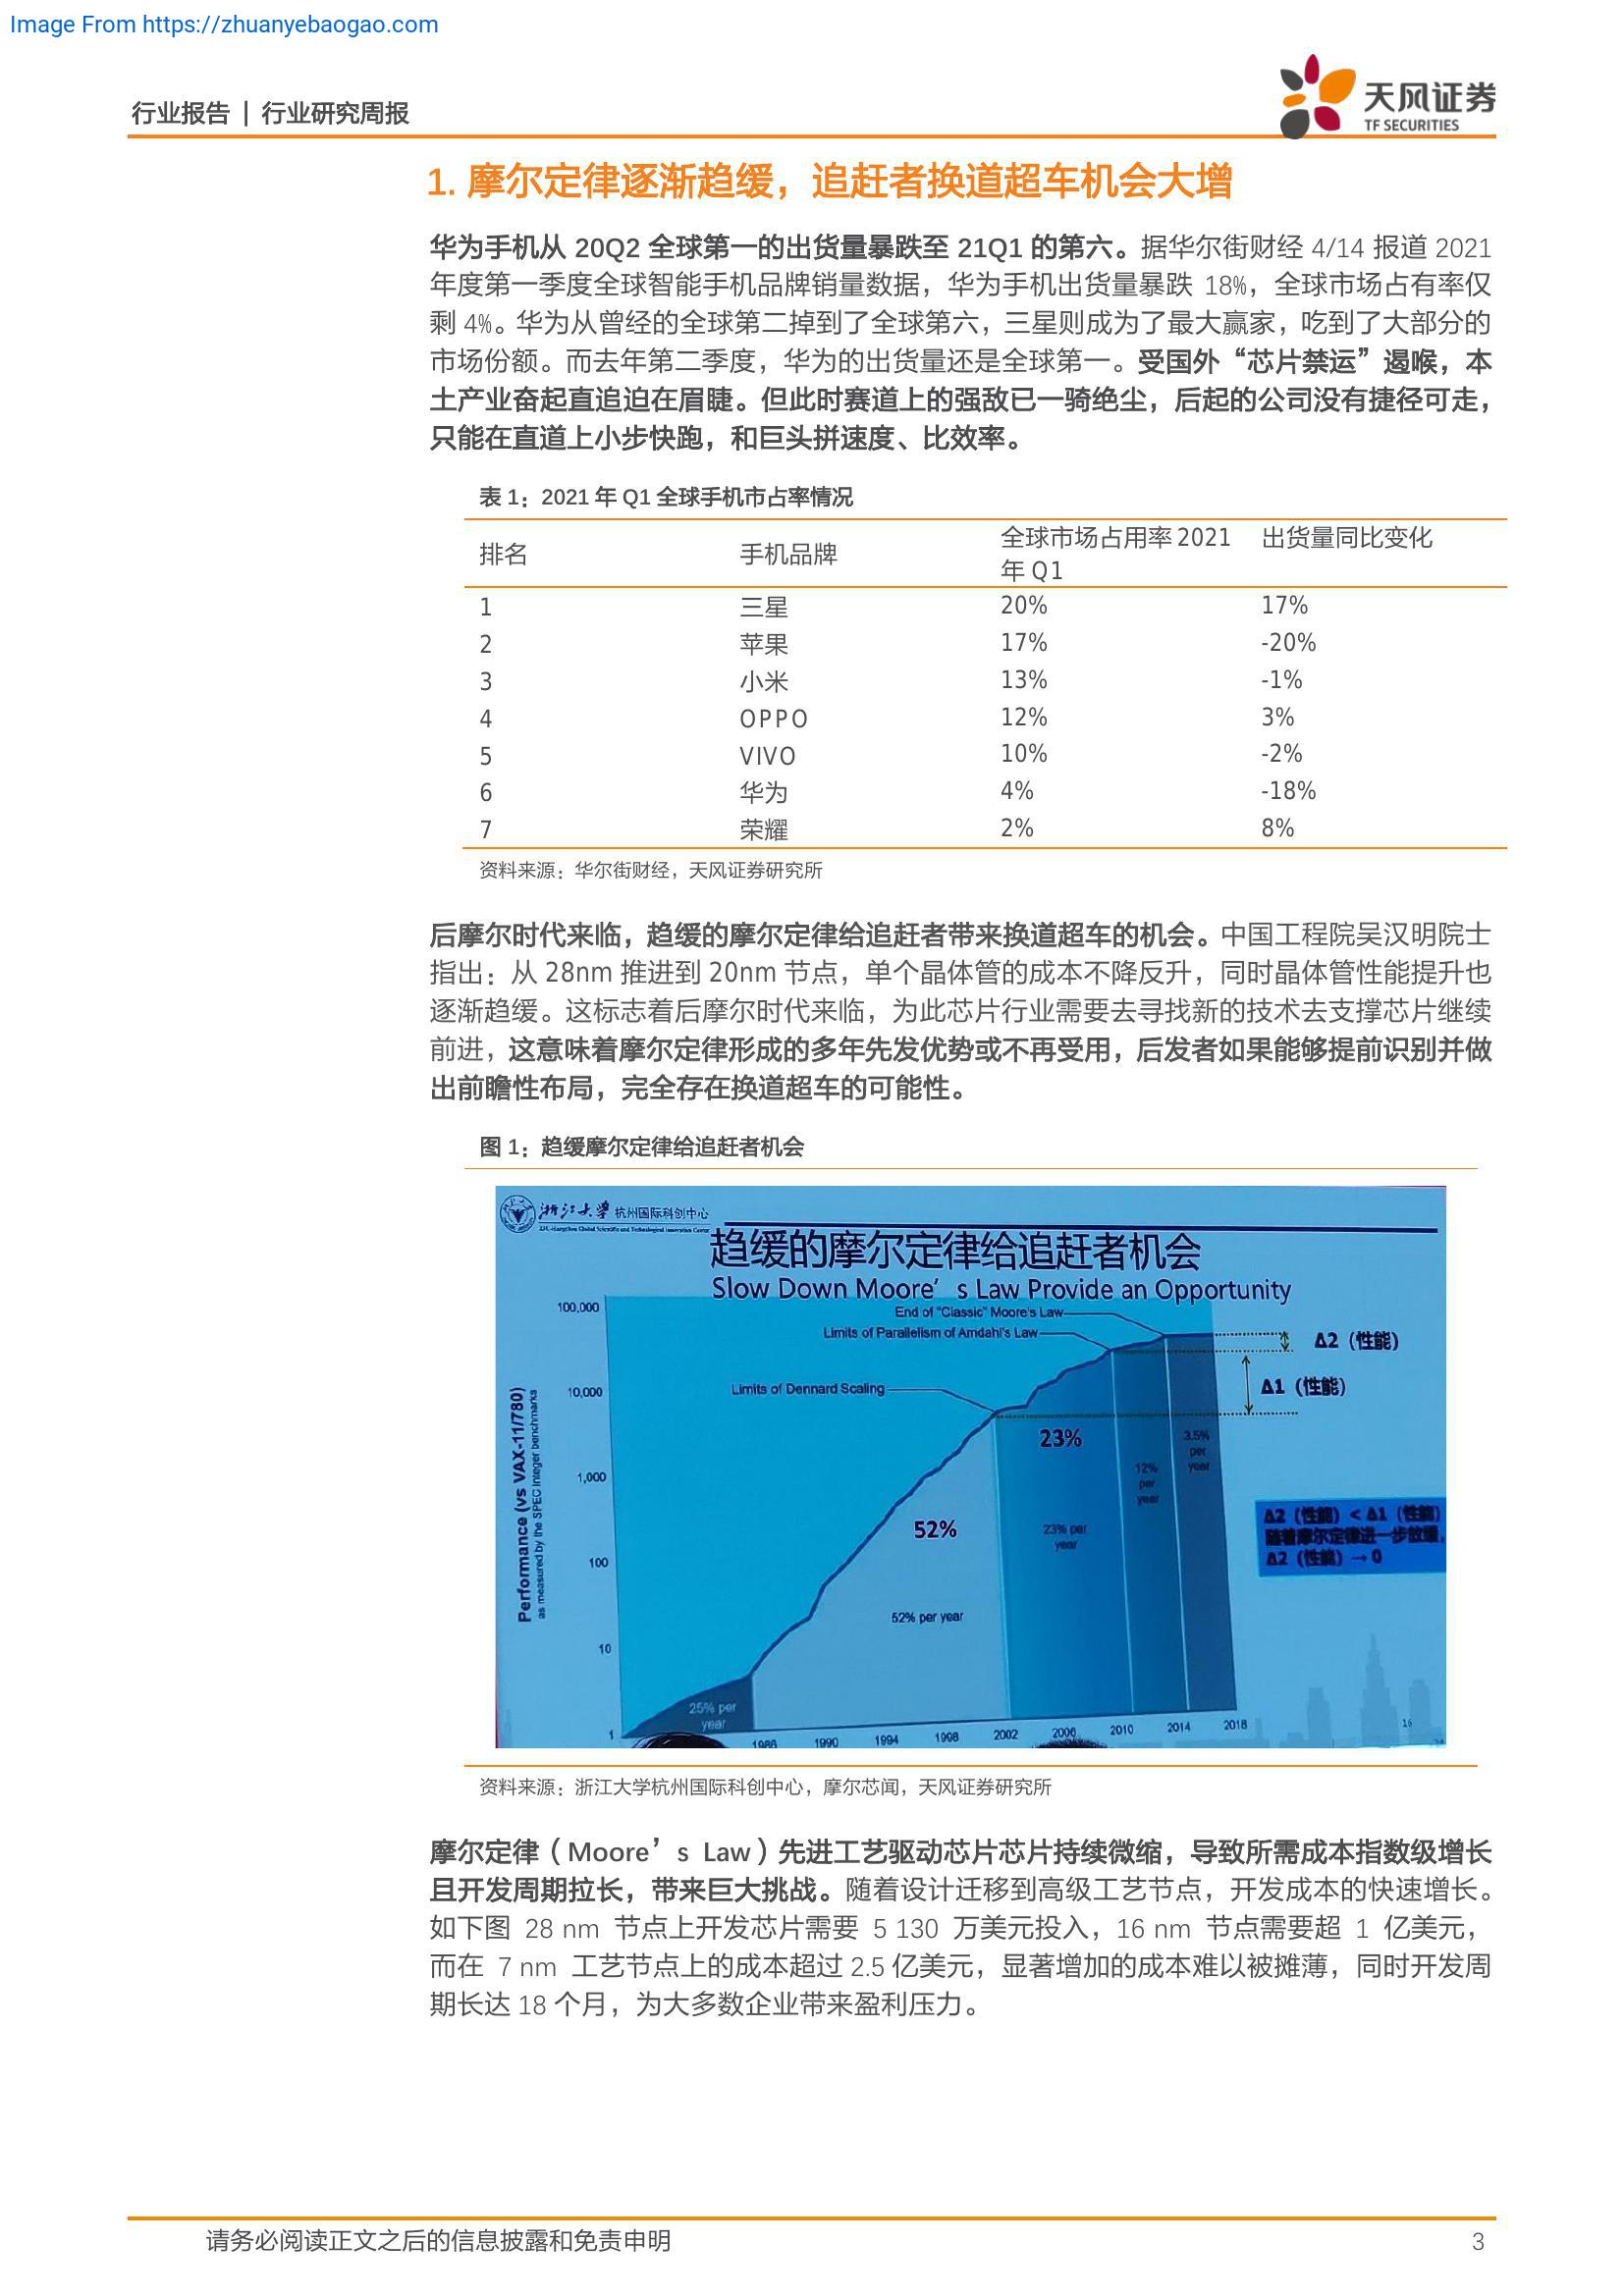 Image From https://zhuanyebaogao.com
行业报告 | 行业研究周报
天风证券
TF SECURITIES
1. 摩尔定律逐渐趋缓，追赶者换道超车机会大增
华为手机从 20Q2 全球第一的出货量暴跌至 21Q1 的第六。据华尔街财经 4/14 报道 2021
年度第一季度全球智能手机品牌销量数据，华为手机出货量暴跌 18%，全球市场占有率仅
剩 4%。华为从曾经的全球第二掉到了全球第六，三星则成为了最大赢家，吃到了大部分的
市场份额。而去年第二季度，华为的出货量还是全球第一。受国外“芯片禁运”遏喉，本
土产业奋起直追迫在眉睫。但此时赛道上的强敌已一骑绝尘，后起的公司没有捷径可走，
只能在直道上小步快跑，和巨头拼速度、比效率。
表 1：2021 年 Q1 全球手机市占率情况
排名 手机品牌 全球市场占用率 2021 出货量同比变化
年 Q1
1 三星 20% 17%
2 苹果 17% -20%
3 小米 13% -1%
4 OPPO 12% 3%
5 VIVO 10% -2%
6 华为 4% -18%
7 荣耀 2% 8%
资料来源：华尔街财经，天风证券研究所
后摩尔时代来临，趋缓的摩尔定律给追赶者带来换道超车的机会。中国工程院吴汉明院士
指出：从 28nm 推进到 20nm 节点，单个晶体管的成本不降反升，同时晶体管性能提升也
逐渐趋缓。这标志着后摩尔时代来临，为此芯片行业需要去寻找新的技术去支撑芯片继续
前进，这意味着摩尔定律形成的多年先发优势或不再受用，后发者如果能够提前识别并做
出前瞻性布局，完全存在换道超车的可能性。
图 1：趋缓摩尔定律给追赶者机会
浙江大学 杭州国际科创中心
ZJU-Hangzhou Global Scientific and Technological Innovation Center
趋缓的摩尔定律给追赶者机会
Slow Down Moore’s Law Provide an Opportunity
End of "Classic" Moore's Law
Limits of Parallelism of Amdahl's Law
Limits of Dennard Scaling
Δ2（性能）
Δ1（性能）
Performance (vs VAX-11/780)
as measured by the SPEC integer benchmarks
100,000
10,000
1,000
100
10
1
23%
52%
25% per
year
52% per year
23% per
year
12%
per
year
3.5%
per
year
Δ2（性能）< Δ1（性能）
随着摩尔定律进一步放缓，
Δ2（性能）→ 0
1986 1990 1994 1998 2002 2006 2010 2014 2018
16
资料来源：浙江大学杭州国际科创中心，摩尔芯闻，天风证券研究所
摩尔定律（Moore’s Law）先进工艺驱动芯片芯片持续微缩，导致所需成本指数级增长
且开发周期拉长，带来巨大挑战。随着设计迁移到高级工艺节点，开发成本的快速增长。
如下图 28 nm 节点上开发芯片需要 5 130 万美元投入，16 nm 节点需要超 1 亿美元，
而在 7 nm 工艺节点上的成本超过 2.5 亿美元，显著增加的成本难以被摊薄，同时开发周
期长达 18 个月，为大多数企业带来盈利压力。
请务必阅读正文之后的信息披露和免责申明
3